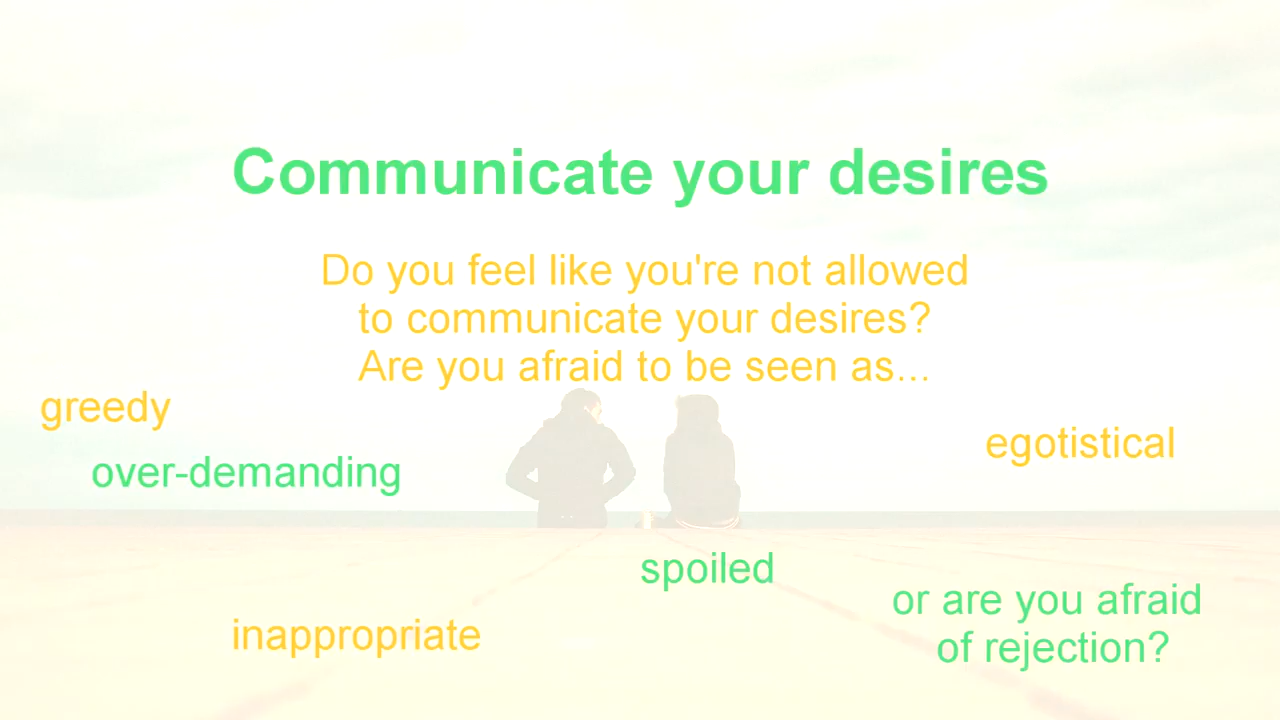 Communicate your desires
Do you feel like you're not allowed
to communicate your desires?
Are you afraid to be seen as...
greedy
egotistical
over-demanding
spoiled
or are you afraid
of rejection?
inappropriate